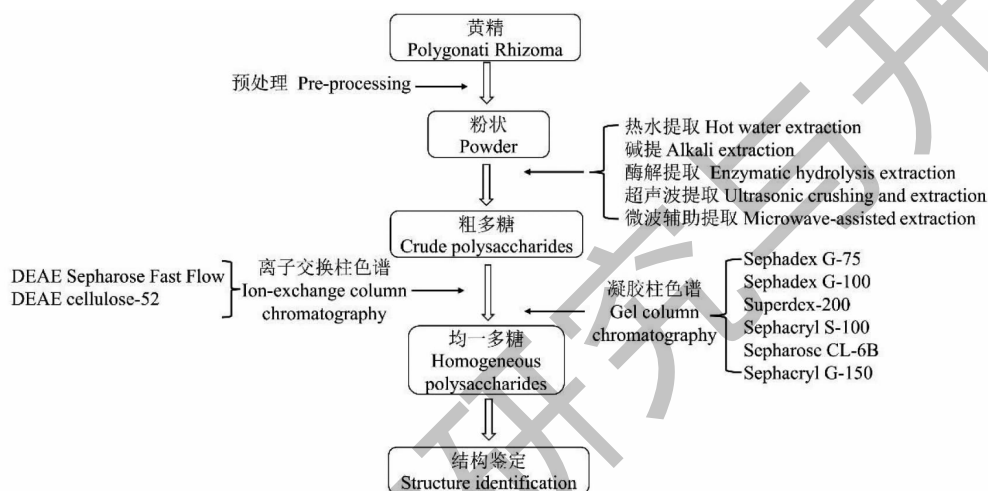 黄精
Polygonati Rhizoma
预处理 Pre-processing
粉状
Powder
热水提取 Hot water extraction
碱提 Alkali extraction
酶解提取 Enzymatic hydrolysis extraction
超声波提取 Ultrasonic crushing and extraction
微波辅助提取 Microwave-assisted extraction
粗多糖
Crude polysaccharides
DEAE Sepharose Fast Flow
DEAE cellulose-52
离子交换柱色谱
Ion-exchange column
chromatography
凝胶柱色谱
Gel column
chromatography
Sephadex G-75
Sephadex G-100
Superdex-200
Sephacryl S-100
Sepharosc CL-6B
Sephacryl G-150
均一多糖
Homogeneous
polysaccharides
结构鉴定
Structure identification
研究与开